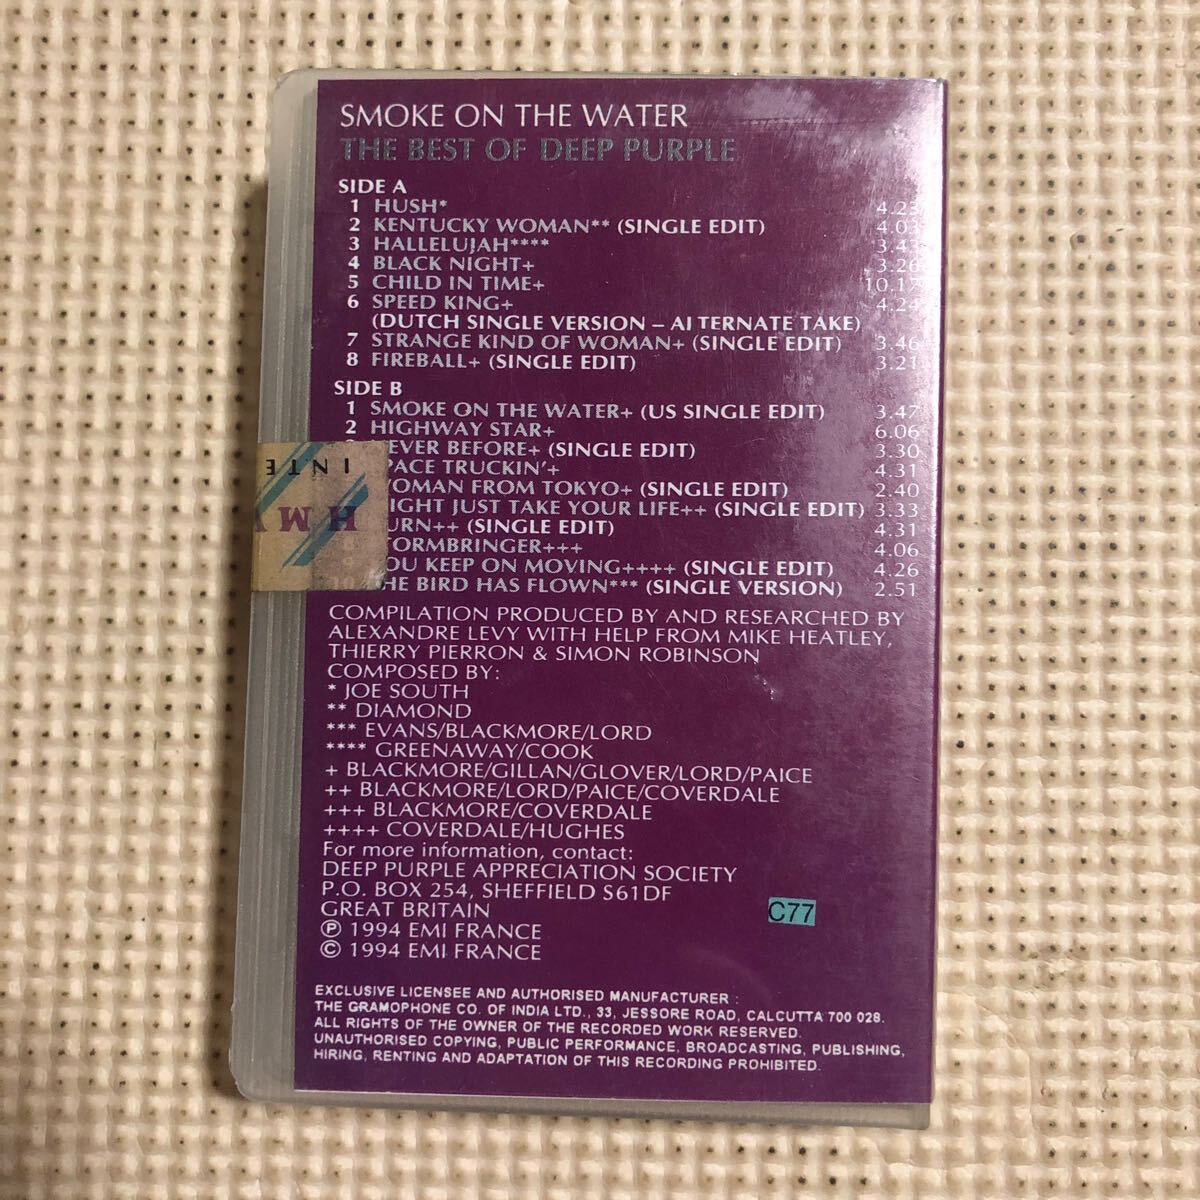 SMOKE ON THE WATER
THE BEST OF DEEP PURPLE
SIDE A
1 HUSH* 4.23
2 KENTUCKY WOMAN** (SINGLE EDIT) 4.03
3 HALLELUJAH**** 3.43
4 BLACK NIGHT+ 3.26
5 CHILD IN TIME+ 10.17
6 SPEED KING+ 4.24
(DUTCH SINGLE VERSION – AI TERNATE TAKE)
7 STRANGE KIND OF WOMAN+ (SINGLE EDIT) 3.46
8 FIREBALL+ (SINGLE EDIT) 3.21
SIDE B
1 SMOKE ON THE WATER+ (US SINGLE EDIT) 3.47
2 HIGHWAY STAR+ 6.06
EVER BEFORE+ (SINGLE EDIT) 3.30
PACE TRUCKIN'+ 4.31
WOMAN FROM TOKYO+ (SINGLE EDIT) 2.40
IGHT JUST TAKE YOUR LIFE++ (SINGLE EDIT) 3.33
URN++ (SINGLE EDIT) 4.31
TORMBRINGER+++ 4.06
9 OU KEEP ON MOVING++++ (SINGLE EDIT) 4.26
10 HE BIRD HAS FLOWN*** (SINGLE VERSION) 2.51
INTE
HM
COMPILATION PRODUCED BY AND RESEARCHED BY
ALEXANDRE LEVY WITH HELP FROM MIKE HEATLEY,
THIERRY PIERRON & SIMON ROBINSON
COMPOSED BY:
* JOE SOUTH
** DIAMOND
*** EVANS/BLACKMORE/LORD
**** GREENAWAY/COOK
+ BLACKMORE/GILLAN/GLOVER/LORD/PAICE
++ BLACKMORE/LORD/PAICE/COVERDALE
+++ BLACKMORE/COVERDALE
++++ COVERDALE/HUGHES
For more information, contact:
DEEP PURPLE APPRECIATION SOCIETY
P.O. BOX 254, SHEFFIELD S61DF
GREAT BRITAIN
C77
℗ 1994 EMI FRANCE
© 1994 EMI FRANCE
EXCLUSIVE LICENSEE AND AUTHORISED MANUFACTURER :
THE GRAMOPHONE CO. OF INDIA LTD., 33, JESSORE ROAD, CALCUTTA 700 028.
ALL RIGHTS OF THE OWNER OF THE RECORDED WORK RESERVED.
UNAUTHORISED COPYING, PUBLIC PERFORMANCE, BROADCASTING, PUBLISHING,
HIRING, RENTING AND ADAPTATION OF THIS RECORDING PROHIBITED.